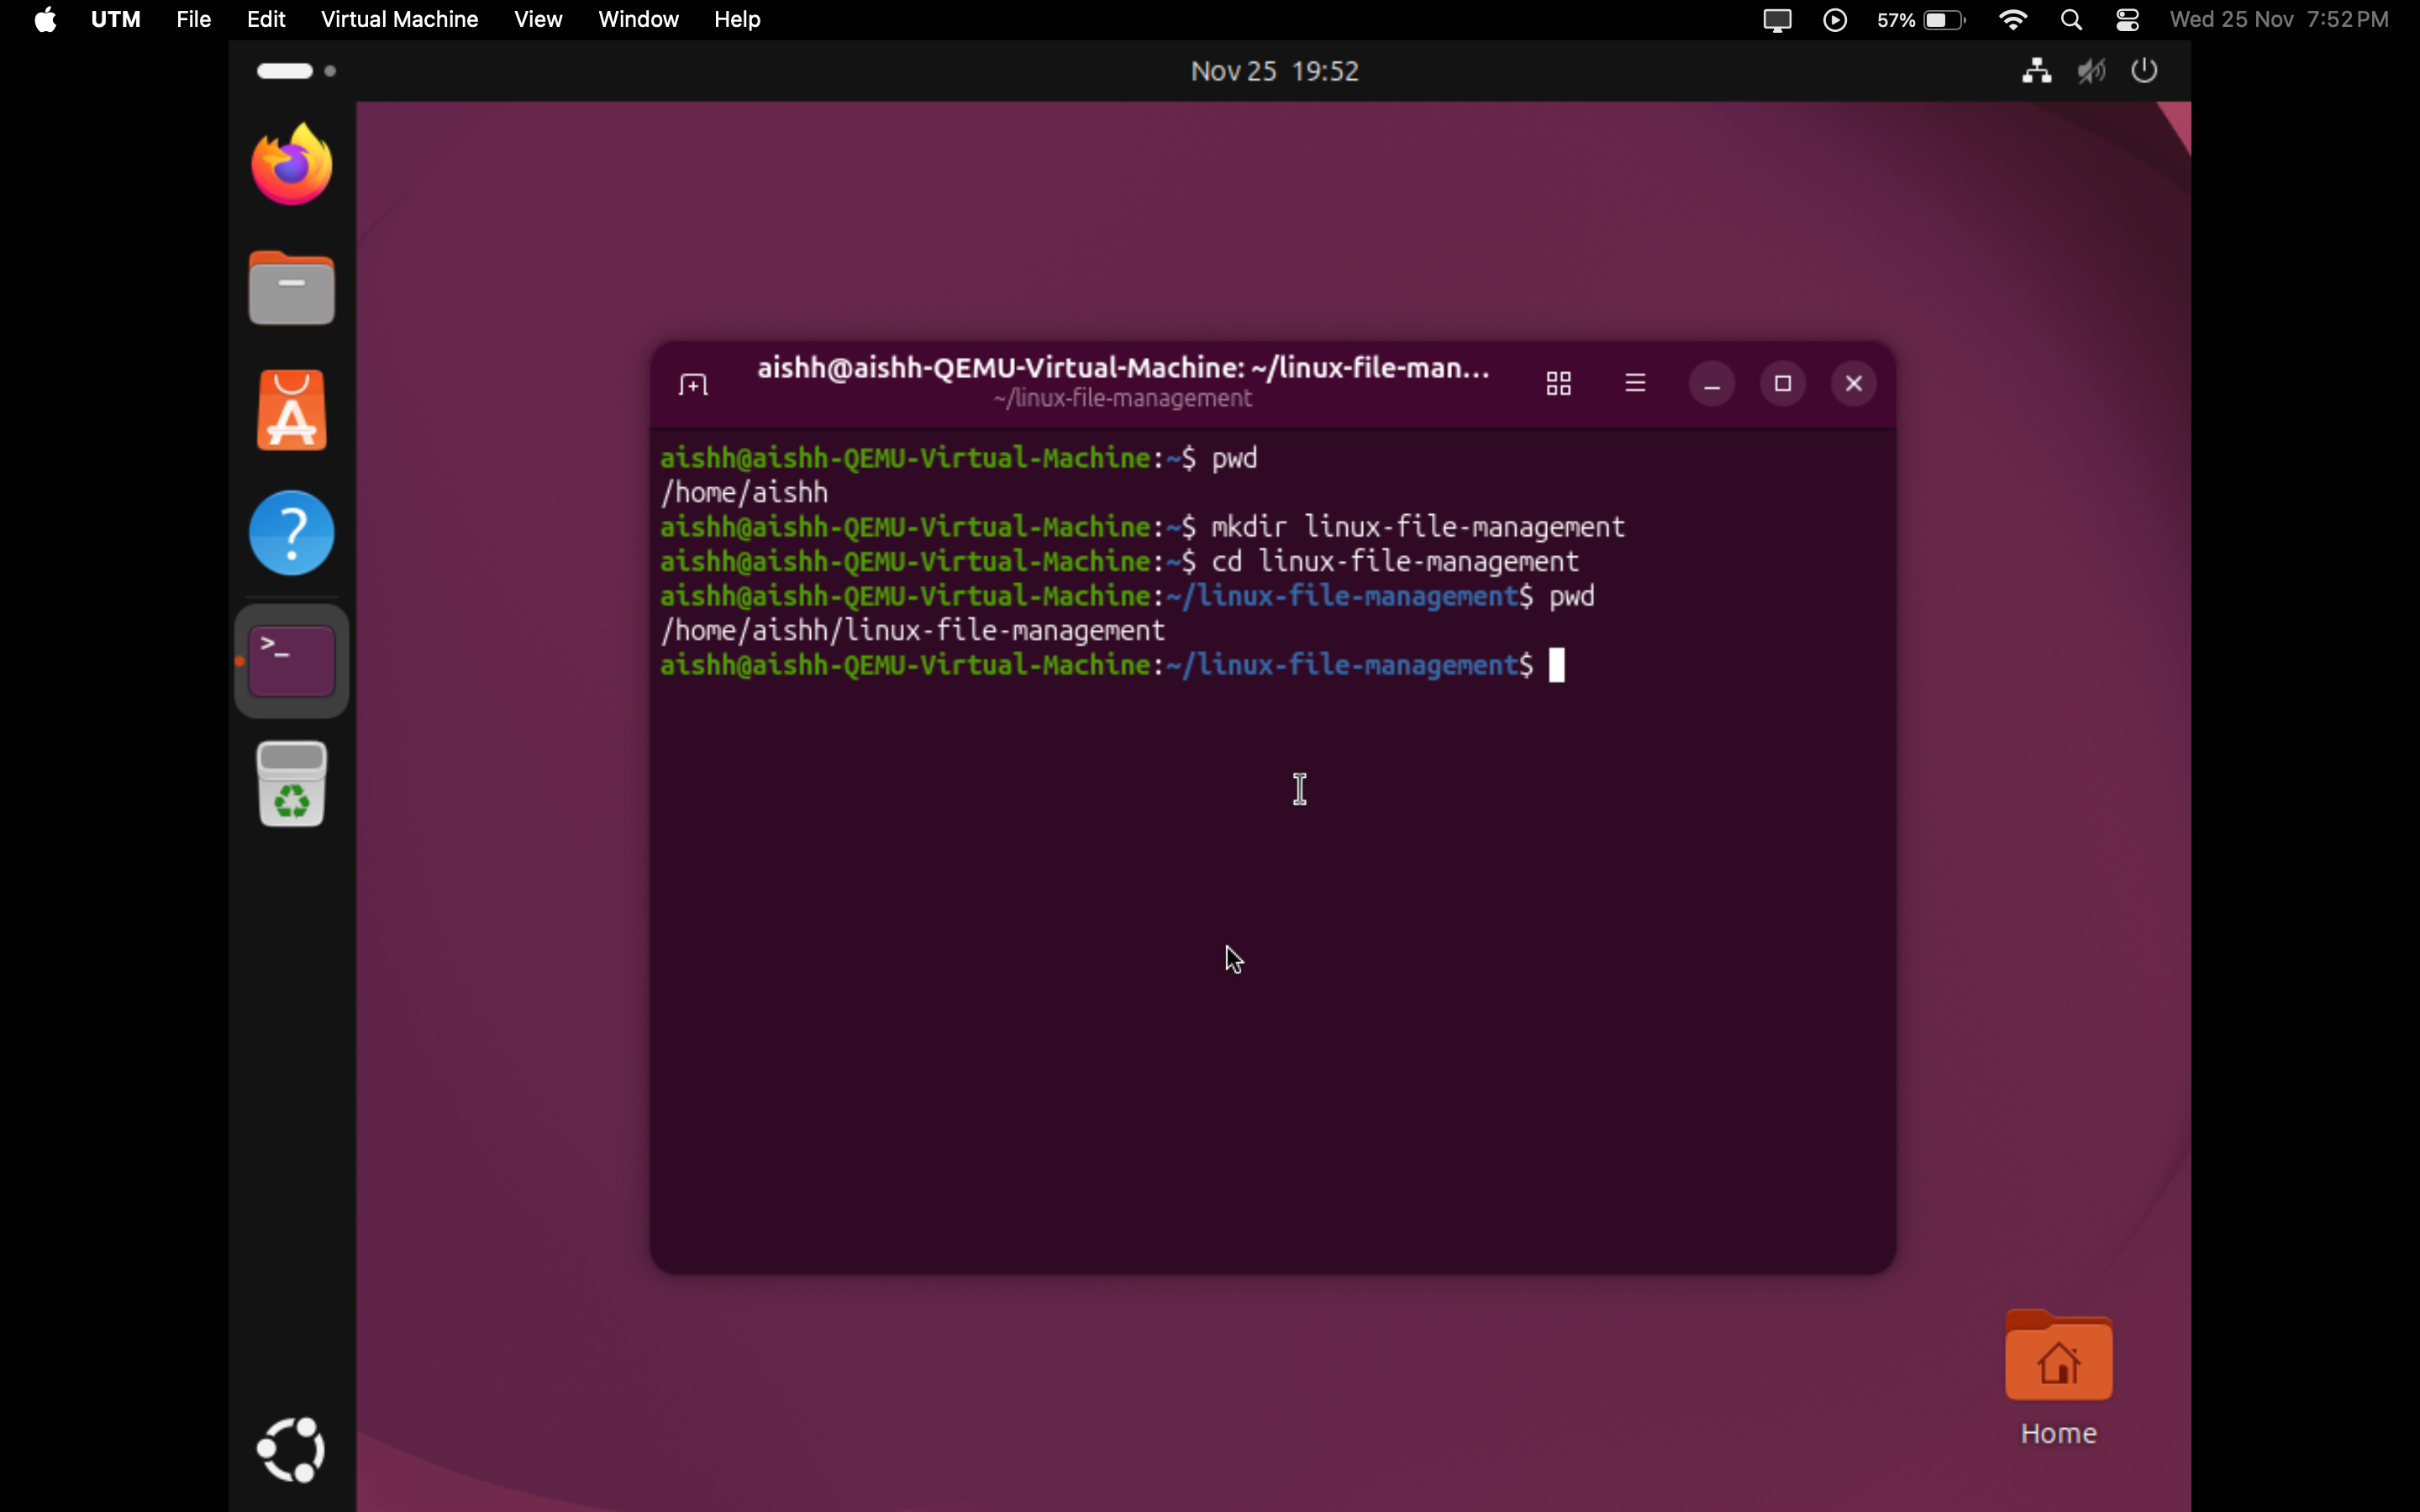 UTM File Edit Virtual Machine View Window Help 57% Wed 25 Nov 7:52 PM
Nov 25 19:52
aishh@aishh-QEMU-Virtual-Machine: ~/linux-file-man...
~/linux-file-management
aishh@aishh-QEMU-Virtual-Machine:~$ pwd
/home/aishh
aishh@aishh-QEMU-Virtual-Machine:~$ mkdir linux-file-management
aishh@aishh-QEMU-Virtual-Machine:~$ cd linux-file-management
aishh@aishh-QEMU-Virtual-Machine:~/linux-file-management$ pwd
/home/aishh/linux-file-management
aishh@aishh-QEMU-Virtual-Machine:~/linux-file-management$
Home